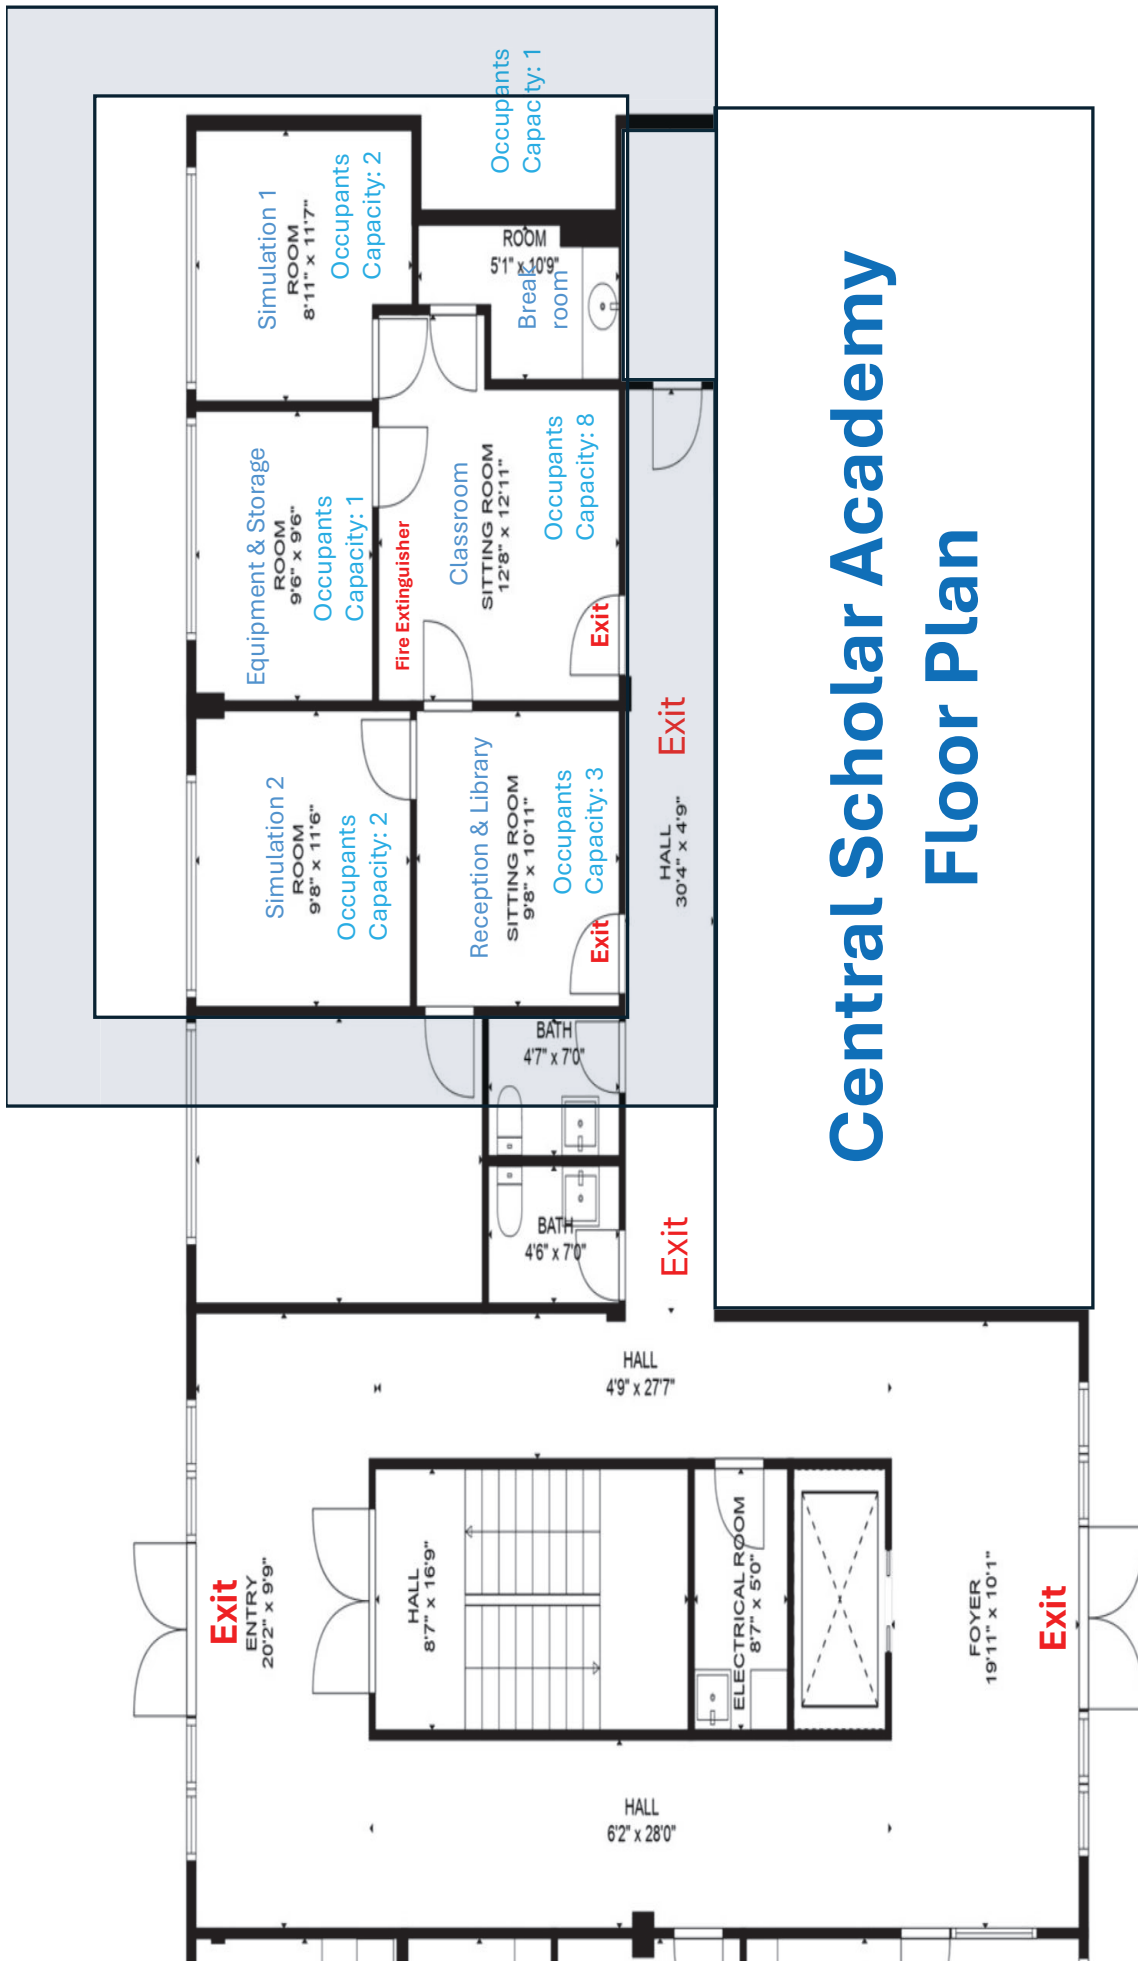 Central Scholar Academy
Floor Plan
Simulation 1
ROOM
8'11" x 11'7"
Occupants
Capacity: 2
Occupants
Capacity: 1
ROOM
5'1" x 10'9"
Break
room
Equipment & Storage
ROOM
9'6" x 9'6"
Occupants
Capacity: 1
Fire Extinguisher
Classroom
SITTING ROOM
12'8" x 12'11"
Occupants
Capacity: 8
Exit
Simulation 2
ROOM
9'8" x 11'6"
Occupants
Capacity: 2
Reception & Library
SITTING ROOM
9'8" x 10'11"
Occupants
Capacity: 3
Exit
Exit
HALL
30'4" x 4'9"
BATH
4'7" x 7'0"
BATH
4'6" x 7'0"
Exit
HALL
4'9" x 27'7"
Exit
ENTRY
20'2" x 9'9"
HALL
8'7" x 16'9"
ELECTRICAL ROOM
8'7" x 5'0"
FOYER
19'11" x 10'1"
Exit
HALL
6'2" x 28'0"